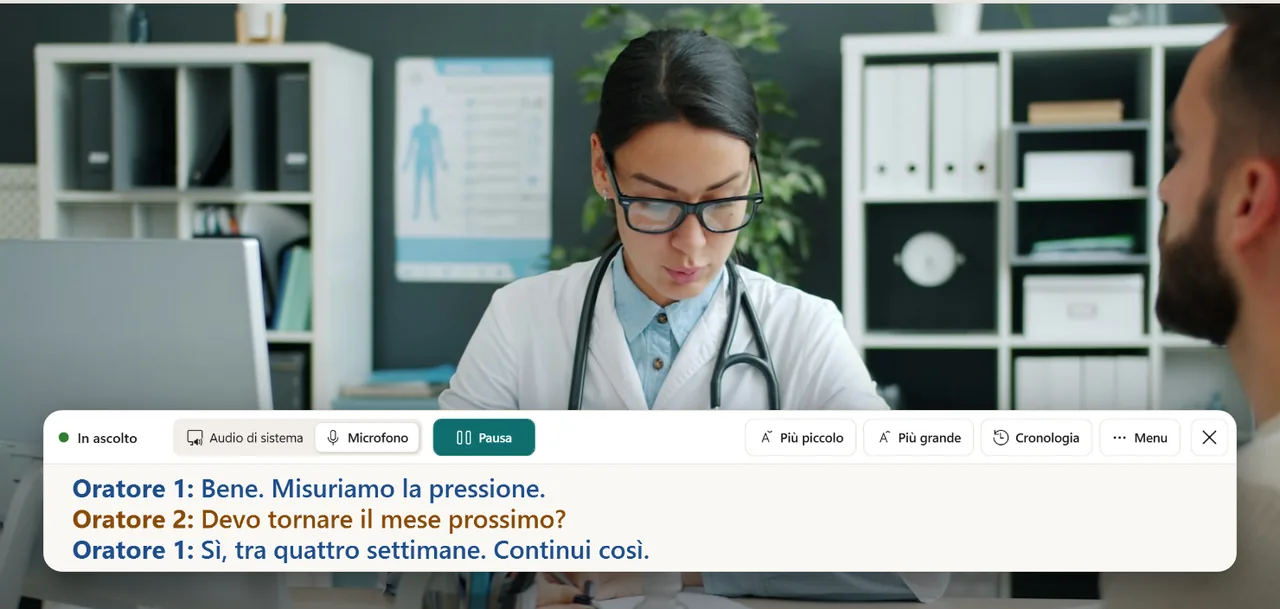 In ascolto
Audio di sistema
Microfono
Pausa
Più piccolo
Più grande
Cronologia
Menu
Oratore 1: Bene. Misuriamo la pressione.
Oratore 2: Devo tornare il mese prossimo?
Oratore 1: Sì, tra quattro settimane. Continui così.